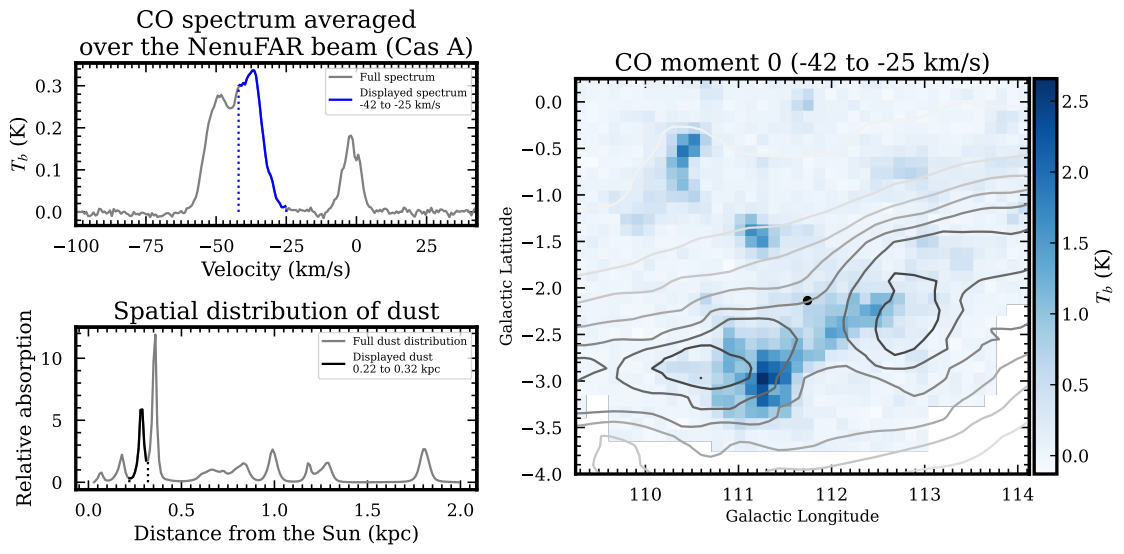 CO spectrum averaged
over the NenuFAR beam (Cas A)
Full spectrum
Displayed spectrum
-42 to -25 km/s
T_b (K)
0.3
0.2
0.1
0.0
−100 −75 −50 −25 0 25
Velocity (km/s)
Spatial distribution of dust
Full dust distribution
Displayed dust
0.22 to 0.32 kpc
Relative absorption
10
5
0
0.0 0.5 1.0 1.5 2.0
Distance from the Sun (kpc)
CO moment 0 (-42 to -25 km/s)
Galactic Latitude
0.0
−0.5
−1.0
−1.5
−2.0
−2.5
−3.0
−3.5
−4.0
110 111 112 113 114
Galactic Longitude
2.5
2.0
1.5
1.0
0.5
0.0
T_b (K)